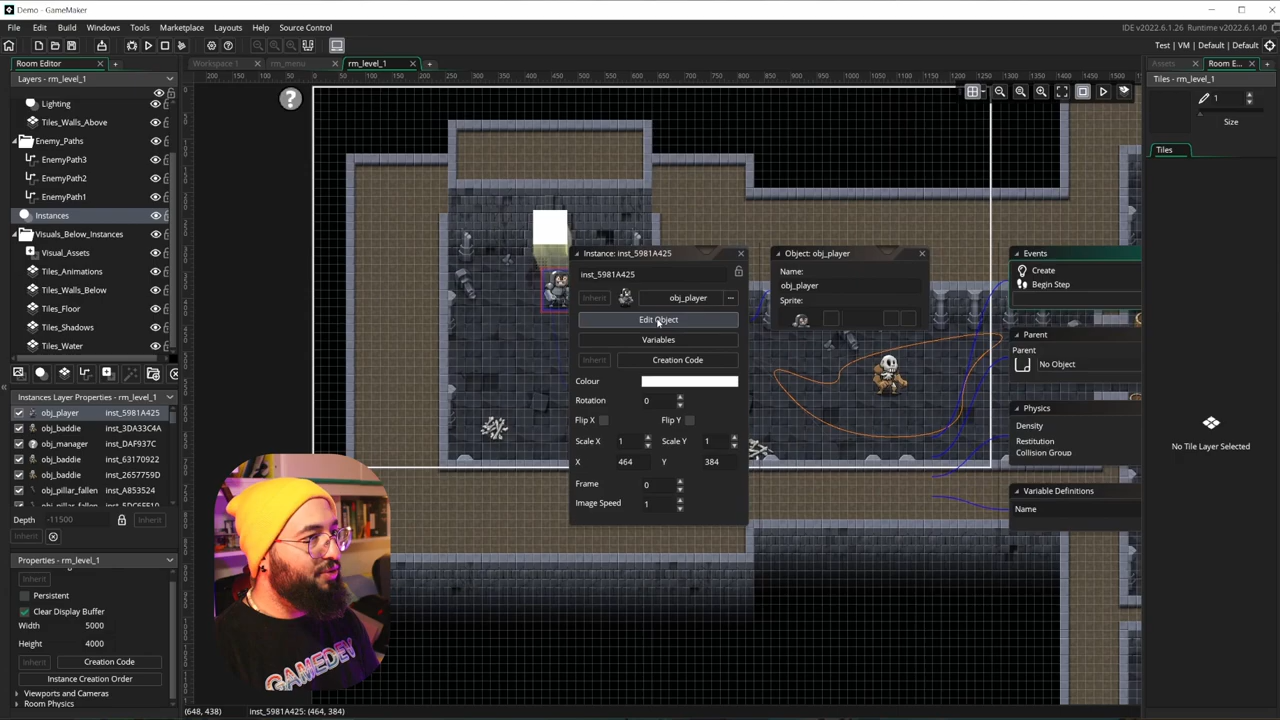 Demo - GameMaker
File Edit Build Windows Tools Marketplace Layouts Help Source Control
IDE v2022.6.1.26 Runtime v2022.6.1.40
Test | VM | Default | Default
Room Editor
Workspace 1 rm_menu rm_level_1
Assets Room E...
Layers - rm_level_1
Tiles - rm_level_1
Lighting
Tiles_Walls_Above
Enemy_Paths
EnemyPath3
EnemyPath2
EnemyPath1
Instances
Visuals_Below_Instances
Visual_Assets
Tiles_Animations
Tiles_Walls_Below
Tiles_Floor
Tiles_Shadows
Tiles_Water
Instances Layer Properties - rm_level_1
obj_player inst_5981A425
obj_baddie inst_3DA33C4A
obj_manager inst_DAF937C
obj_baddie inst_63170922
obj_baddie inst_2657759D
obj_pillar_fallen inst_A853524
Depth -11500 Inherit
Inherit
Properties - rm_level_1
Inherit
Persistent
Clear Display Buffer
Width 5000
Height 4000
Inherit Creation Code
Instance Creation Order
Viewports and Cameras
Room Physics
Instance: inst_5981A425
inst_5981A425
Inherit obj_player ...
Edit Object
Variables
Inherit Creation Code
Colour
Rotation 0
Flip X Flip Y
Scale X 1 Scale Y 1
X 464 Y 384
Frame 0
Image Speed 1
Object: obj_player
Name:
obj_player
Sprite:
Events
Create
Begin Step
Parent
Parent No Object
Physics
Density
Restitution
Collision Group
Variable Definitions
Name
1
Size
Tiles
No Tile Layer Selected
GAMEDEV
(648, 438) inst_5981A425: (464, 384)